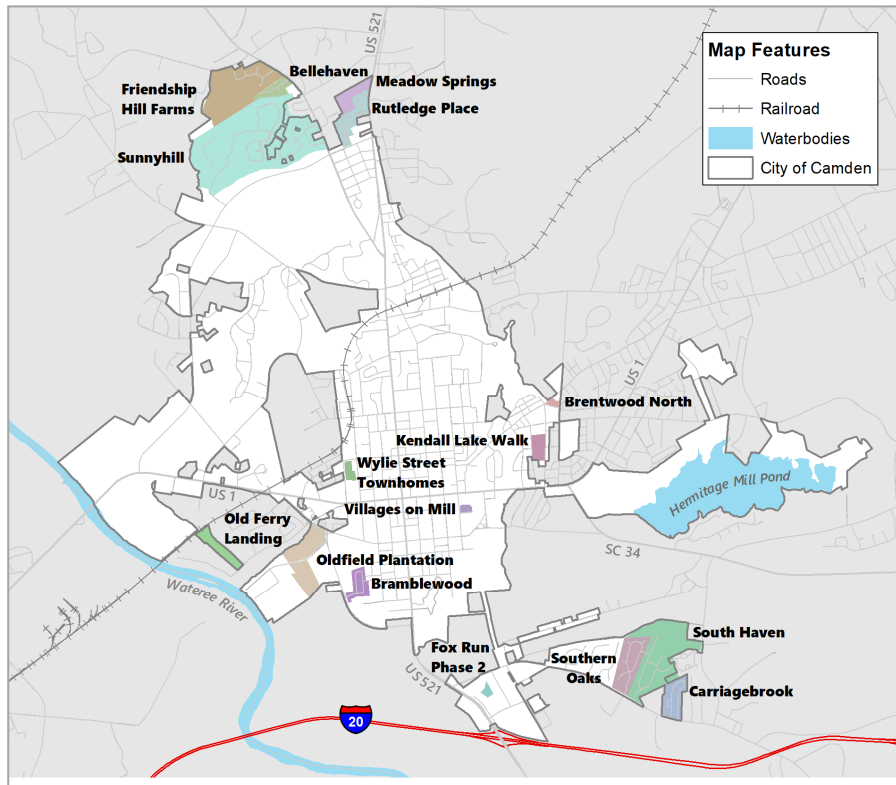 US 521
Map Features
Roads
Railroad
Waterbodies
City of Camden
Bellehaven
Friendship
Hill Farms
Meadow Springs
Rutledge Place
Sunnyhill
US 1
Brentwood North
Kendall Lake Walk
Wylie Street
Townhomes
Hermitage Mill Pond
US 1
Villages on Mill
Old Ferry
Landing
SC 34
Oldfield Plantation
Bramblewood
Wateree River
South Haven
Fox Run
Phase 2
Southern
Oaks
US521
Carriagebrook
20